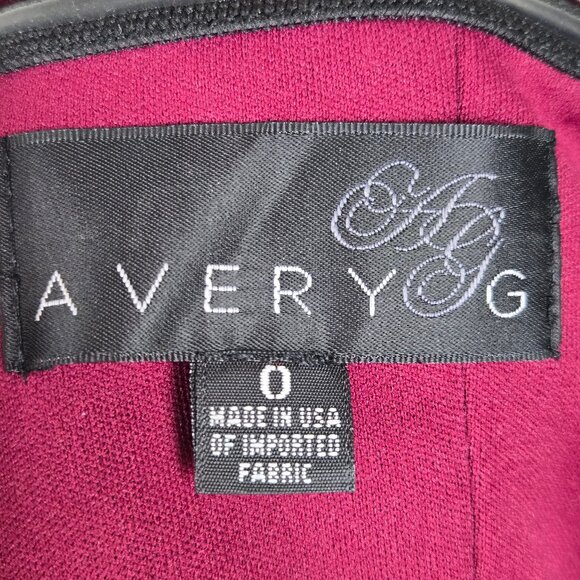 AG
AVERY G
0
MADE IN USA
OF IMPORTED
FABRIC